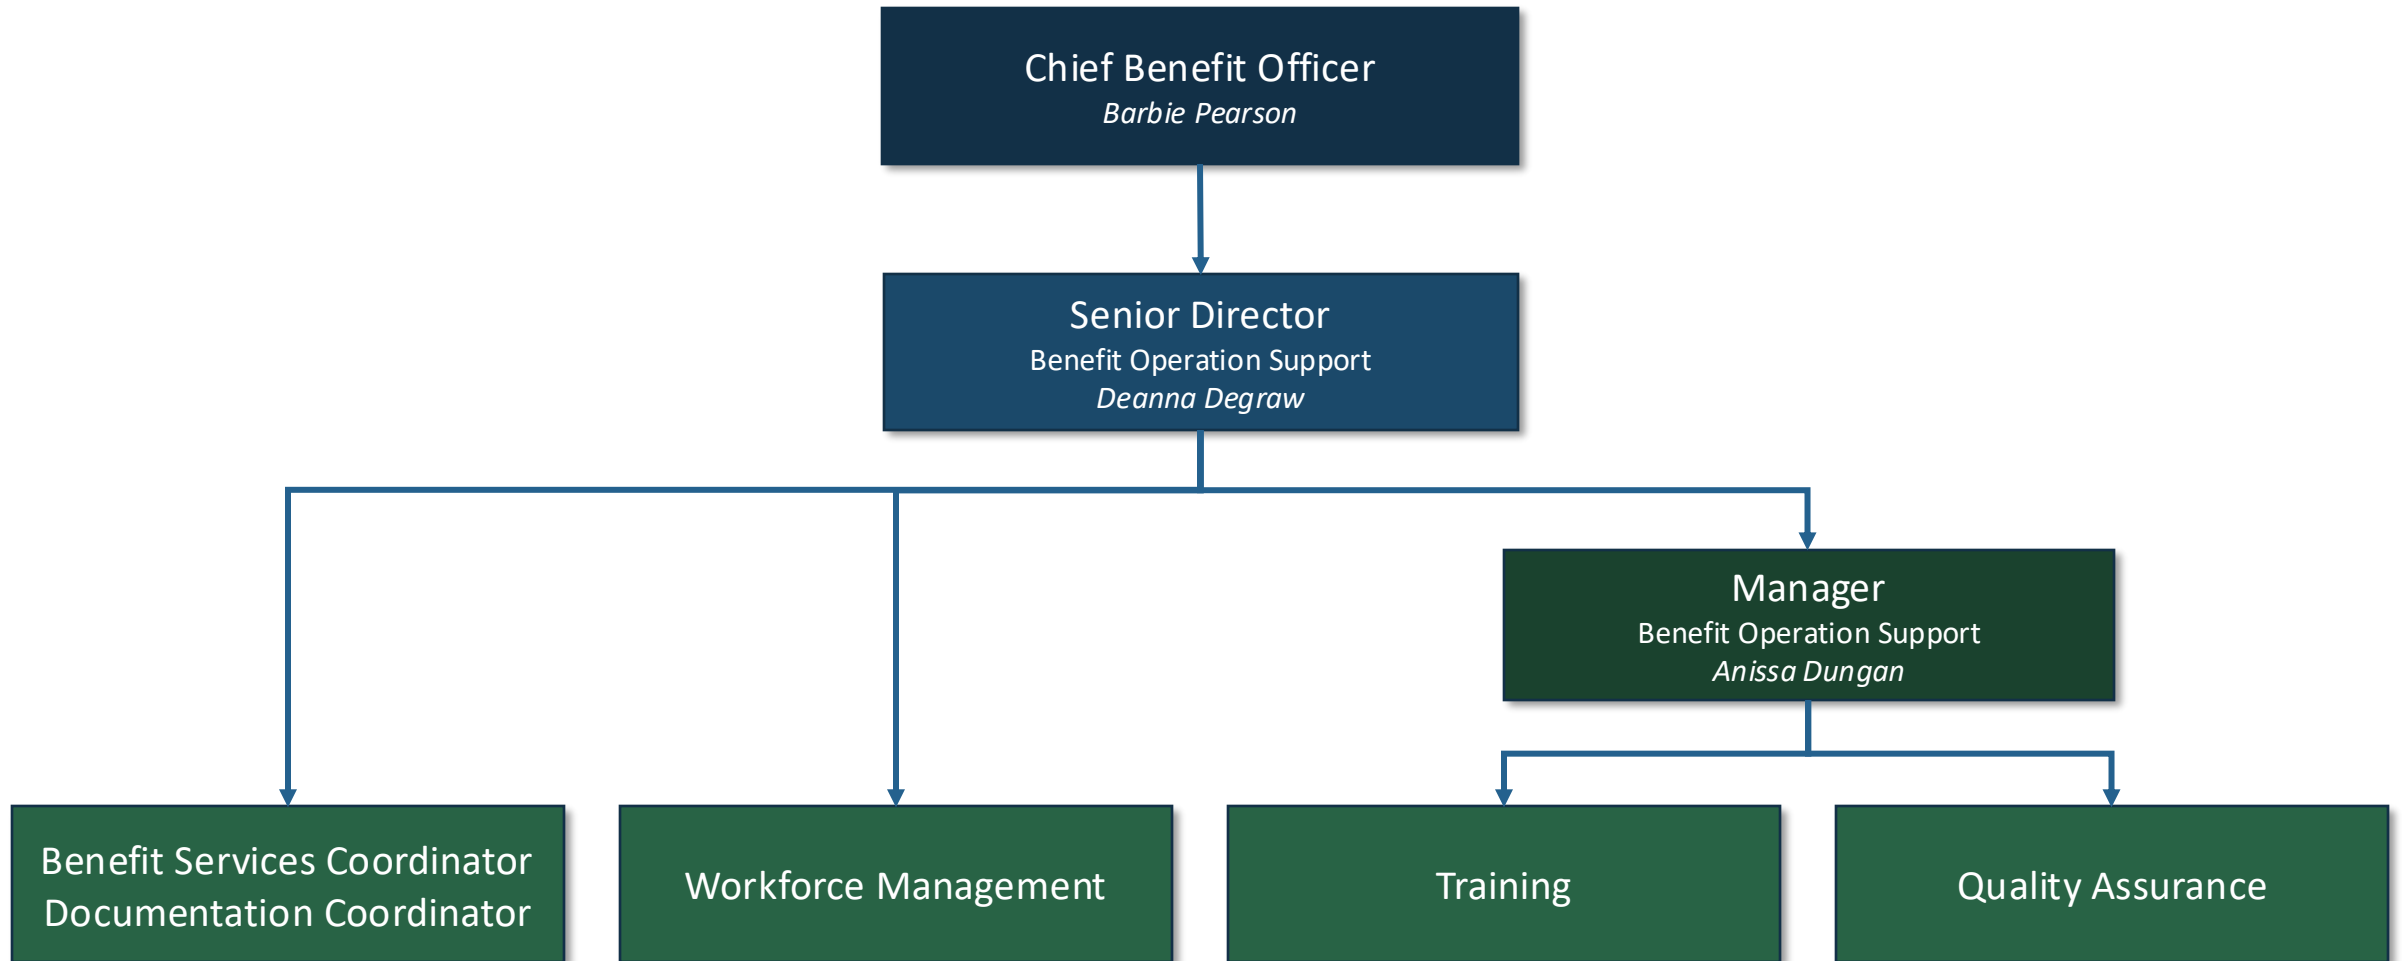 Chief Benefit Officer
Barbie Pearson
Senior Director
Benefit Operation Support
Deanna Degraw
Manager
Benefit Operation Support
Anissa Dungan
Benefit Services Coordinator
Documentation Coordinator
Workforce Management
Training
Quality Assurance